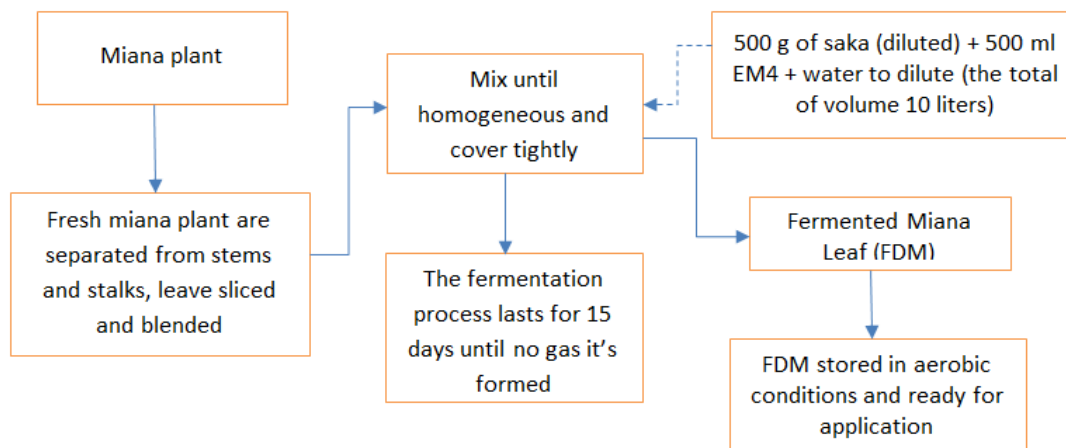 Miana plant
Fresh miana plant are
separated from stems
and stalks, leave sliced
and blended
Mix until
homogeneous and
cover tightly
500 g of saka (diluted) + 500 ml
EM4 + water to dilute (the total
of volume 10 liters)
The fermentation
process lasts for 15
days until no gas it’s
formed
Fermented Miana
Leaf (FDM)
FDM stored in aerobic
conditions and ready for
application